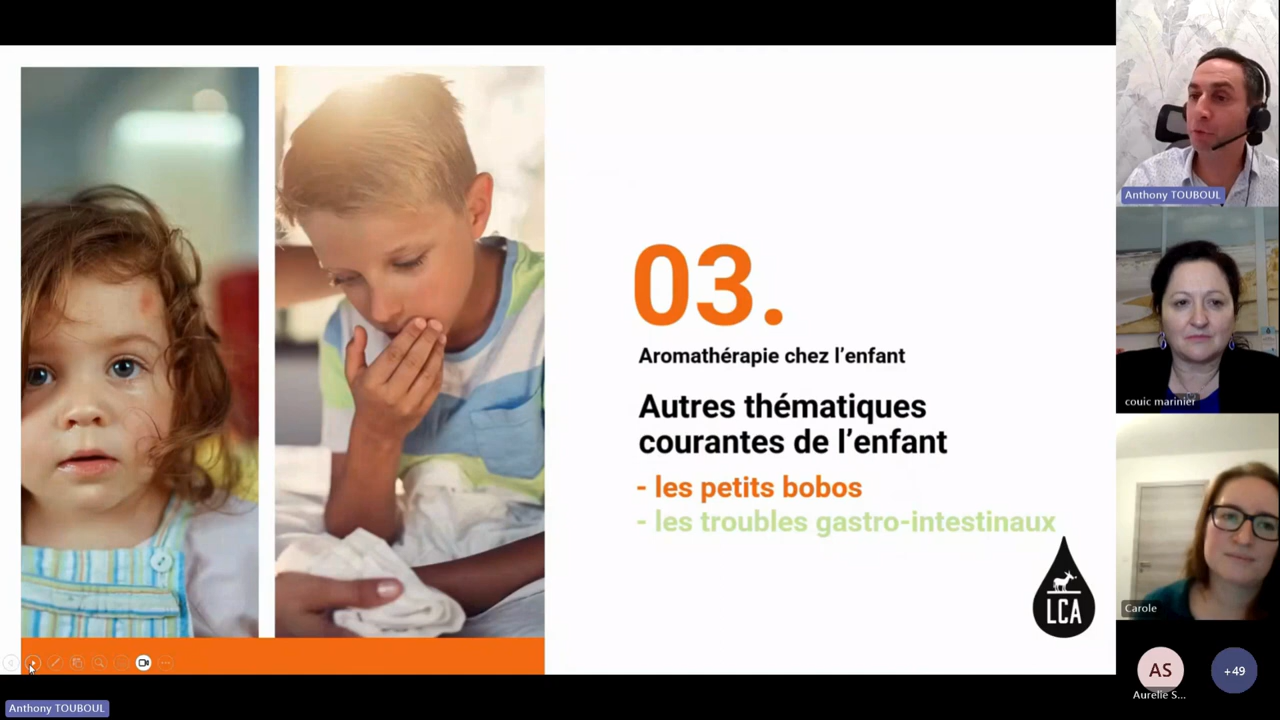 03.
Aromathérapie chez l’enfant
Autres thématiques
courantes de l’enfant
- les petits bobos
- les troubles gastro-intestinaux
LCA
Anthony TOUBOUL
couic marinier
Carole
AS
Aurelie S...
+49
Anthony TOUBOUL